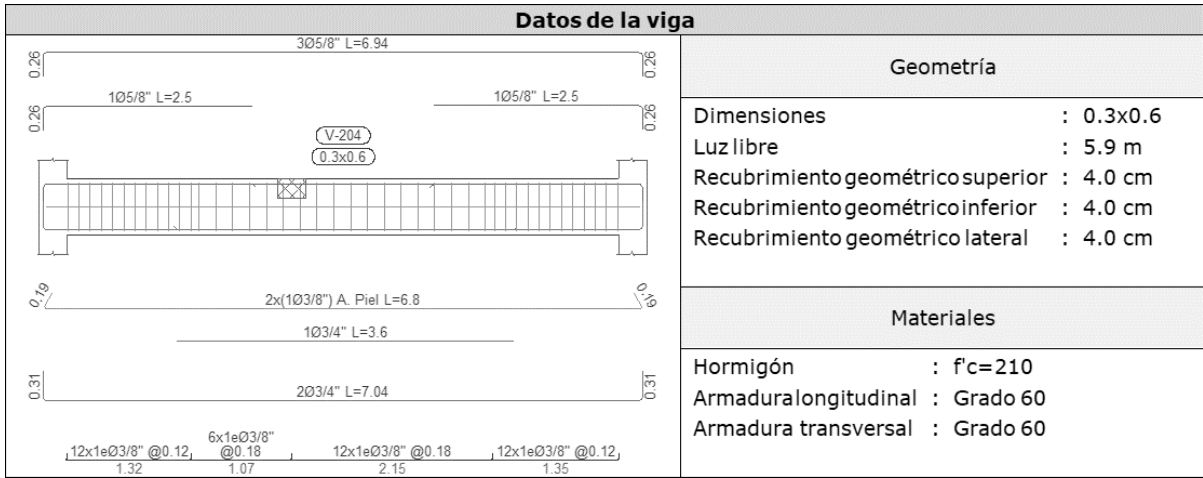 Datos de la viga
3Ø5/8" L=6.94
0.26
0.26
1Ø5/8" L=2.5
1Ø5/8" L=2.5
0.26
0.26
V-204
0.3x0.6
0.19
2x(1Ø3/8") A. Piel L=6.8
0.19
1Ø3/4" L=3.6
0.31
2Ø3/4" L=7.04
0.31
12x1eØ3/8" @0.12
6x1eØ3/8" @0.18
12x1eØ3/8" @0.18
12x1eØ3/8" @0.12
1.32
1.07
2.15
1.35
Geometría
Dimensiones : 0.3x0.6
Luz libre : 5.9 m
Recubrimiento geométrico superior : 4.0 cm
Recubrimiento geométrico inferior : 4.0 cm
Recubrimiento geométrico lateral : 4.0 cm
Materiales
Hormigón : f'c=210
Armadura longitudinal : Grado 60
Armadura transversal : Grado 60